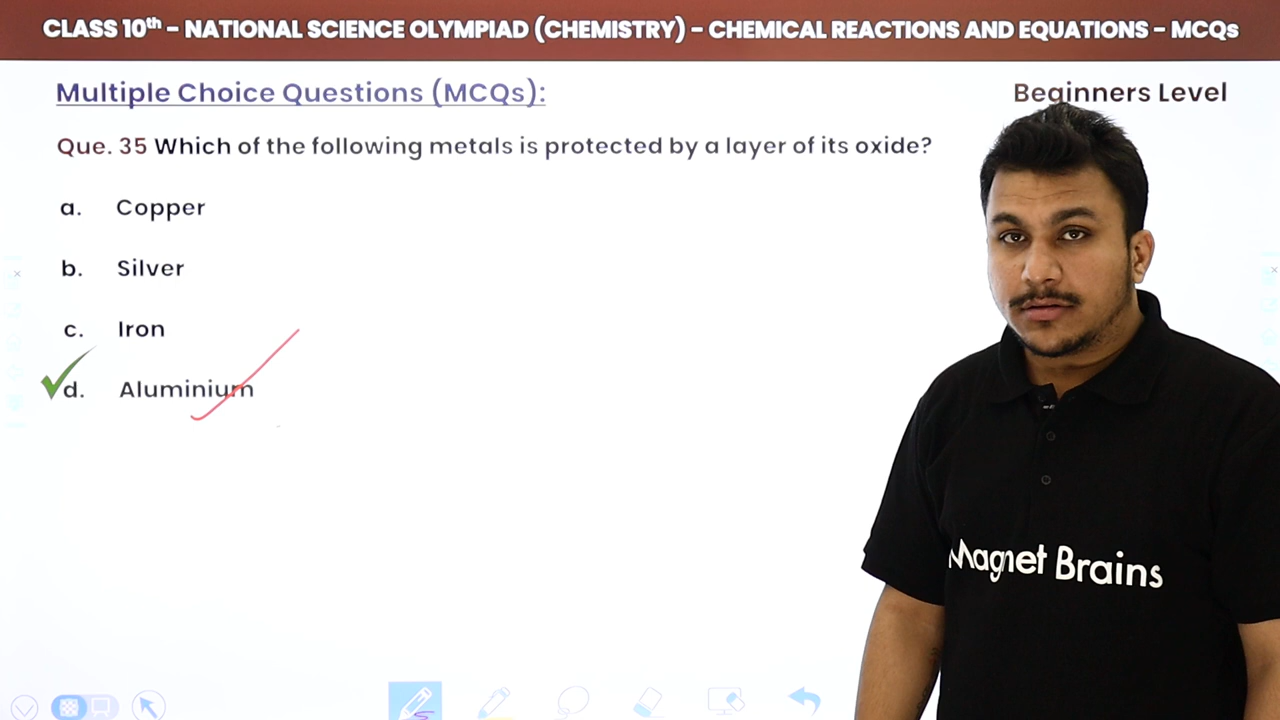 CLASS 10th – NATIONAL SCIENCE OLYMPIAD (CHEMISTRY) – CHEMICAL REACTIONS AND EQUATIONS – MCQs
Multiple Choice Questions (MCQs):
Beginners Level
Que. 35 Which of the following metals is protected by a layer of its oxide?
a. Copper
b. Silver
c. Iron
d. Aluminium
Magnet Brains